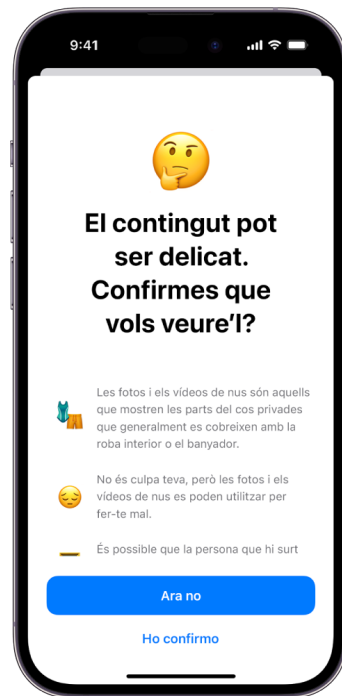 9:41
El contingut pot
ser delicat.
Confirmes que
vols veure’l?
Les fotos i els vídeos de nus són aquells
que mostren les parts del cos privades
que generalment es cobreixen amb la
roba interior o el banyador.
No és culpa teva, però les fotos i els
vídeos de nus es poden utilitzar per
fer-te mal.
És possible que la persona que hi surt
Ara no
Ho confirmo